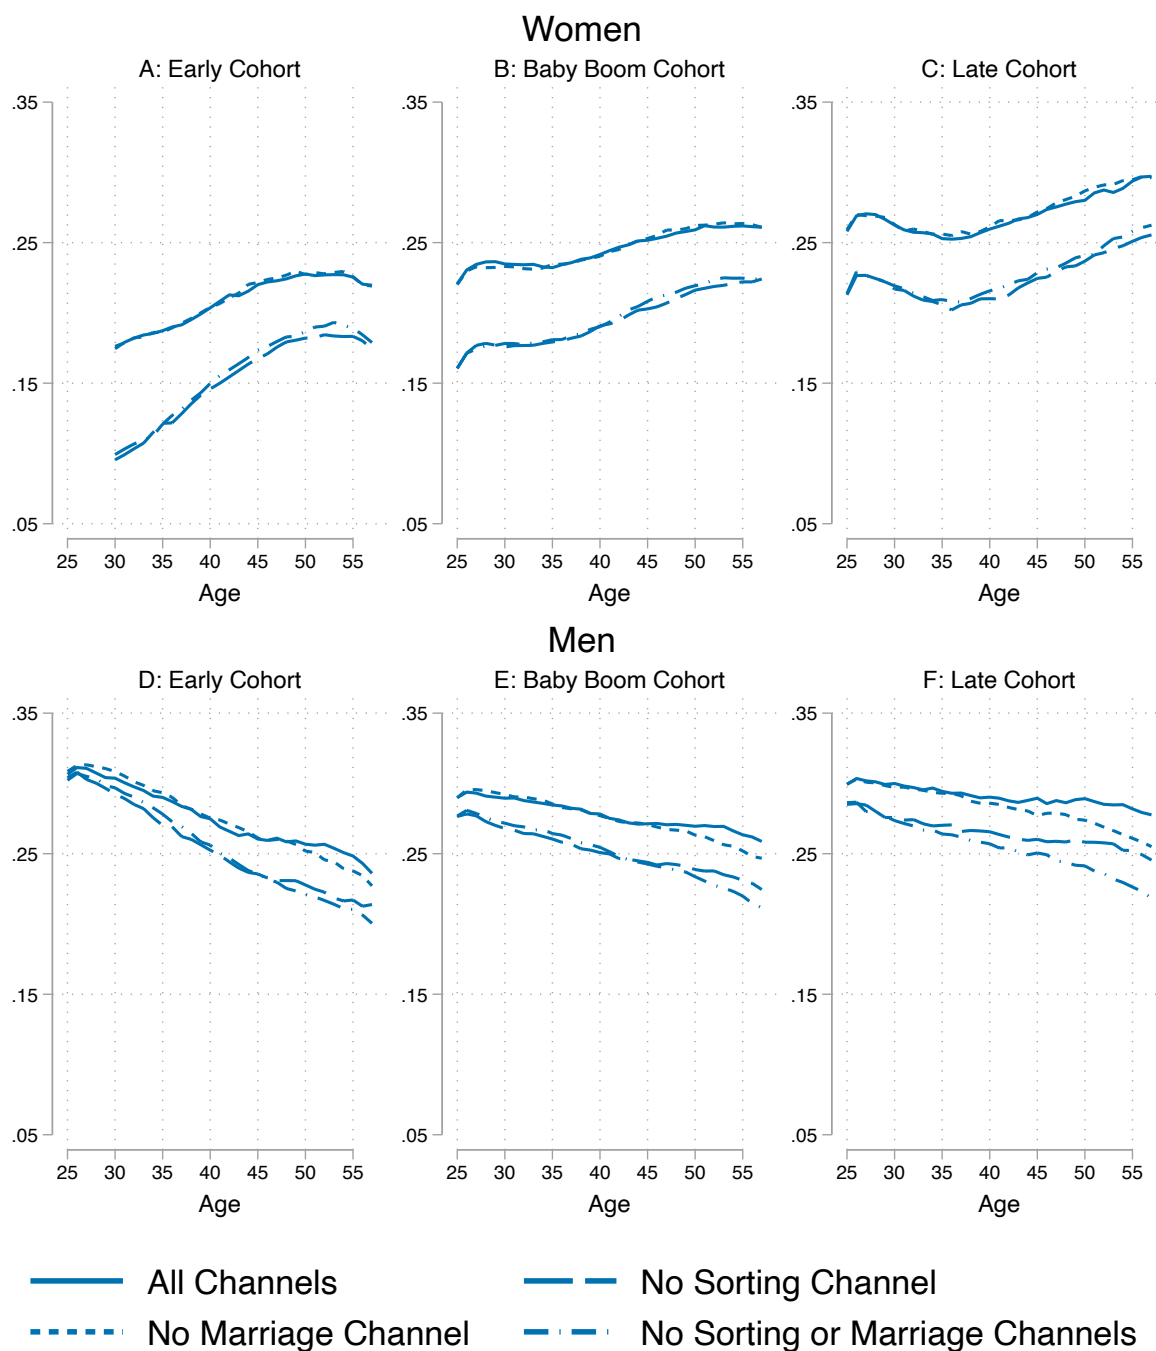 Women
A: Early Cohort
B: Baby Boom Cohort
C: Late Cohort
.35 .35 .35
.25 .25 .25
.15 .15 .15
.05 .05 .05
25 30 35 40 45 50 55 25 30 35 40 45 50 55 25 30 35 40 45 50 55
Age Age Age
Men
D: Early Cohort
E: Baby Boom Cohort
F: Late Cohort
.35 .35 .35
.25 .25 .25
.15 .15 .15
.05 .05 .05
25 30 35 40 45 50 55 25 30 35 40 45 50 55 25 30 35 40 45 50 55
Age Age Age
All Channels
No Sorting Channel
No Marriage Channel
No Sorting or Marriage Channels